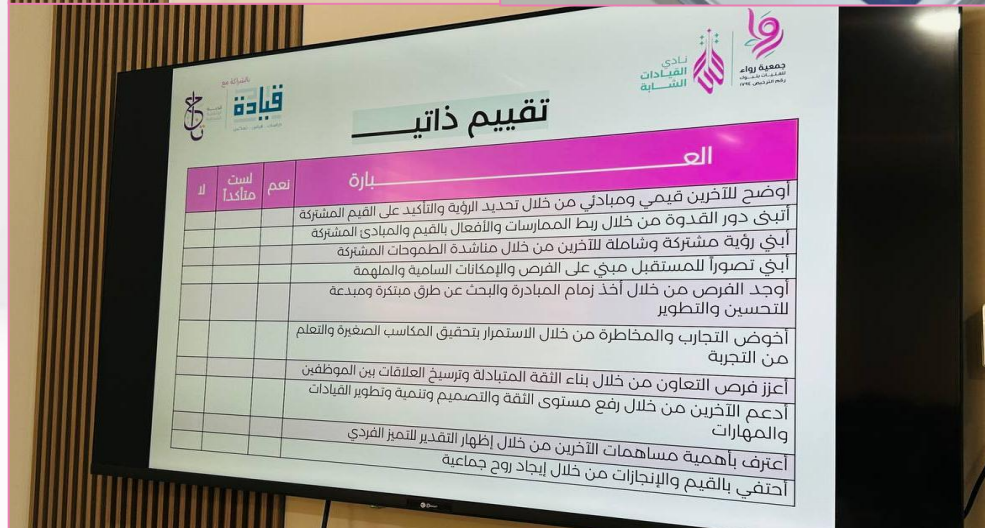 جمعية رواء
نادي
القيادات
الشابة
بالشراكة مع
قيادة
تقييم ذاتي
العبارة
نعم
لست
متأكداً
لا
أوضح للآخرين قيمي ومبادئي من خلال تحديد الرؤية والتأكيد على القيم المشتركة
أتبنى دور القدوة من خلال ربط الممارسات والأفعال بالقيم والمبادئ المشتركة
أبني رؤية مشتركة وشاملة للآخرين من خلال مناشدة الطموحات المشتركة
أبني تصوراً للمستقبل مبني على الفرص والإمكانات السامية والملهمة
أوجد الفرص من خلال أخذ زمام المبادرة والبحث عن طرق مبتكرة ومبدعة
للتحسين والتطوير
أخوض التجارب والمخاطرة من خلال الاستمرار بتحقيق المكاسب الصغيرة والتعلم
من التجربة
أعزز فرص التعاون من خلال بناء الثقة المتبادلة وترسيخ العلاقات بين الموظفين
أدعم الآخرين من خلال رفع مستوى الثقة والتصميم وتنمية وتطوير القيادات
والمهارات
أعترف بأهمية مساهمات الآخرين من خلال إظهار التقدير للتميز الفردي
أحتفي بالقيم والإنجازات من خلال إيجاد روح جماعية